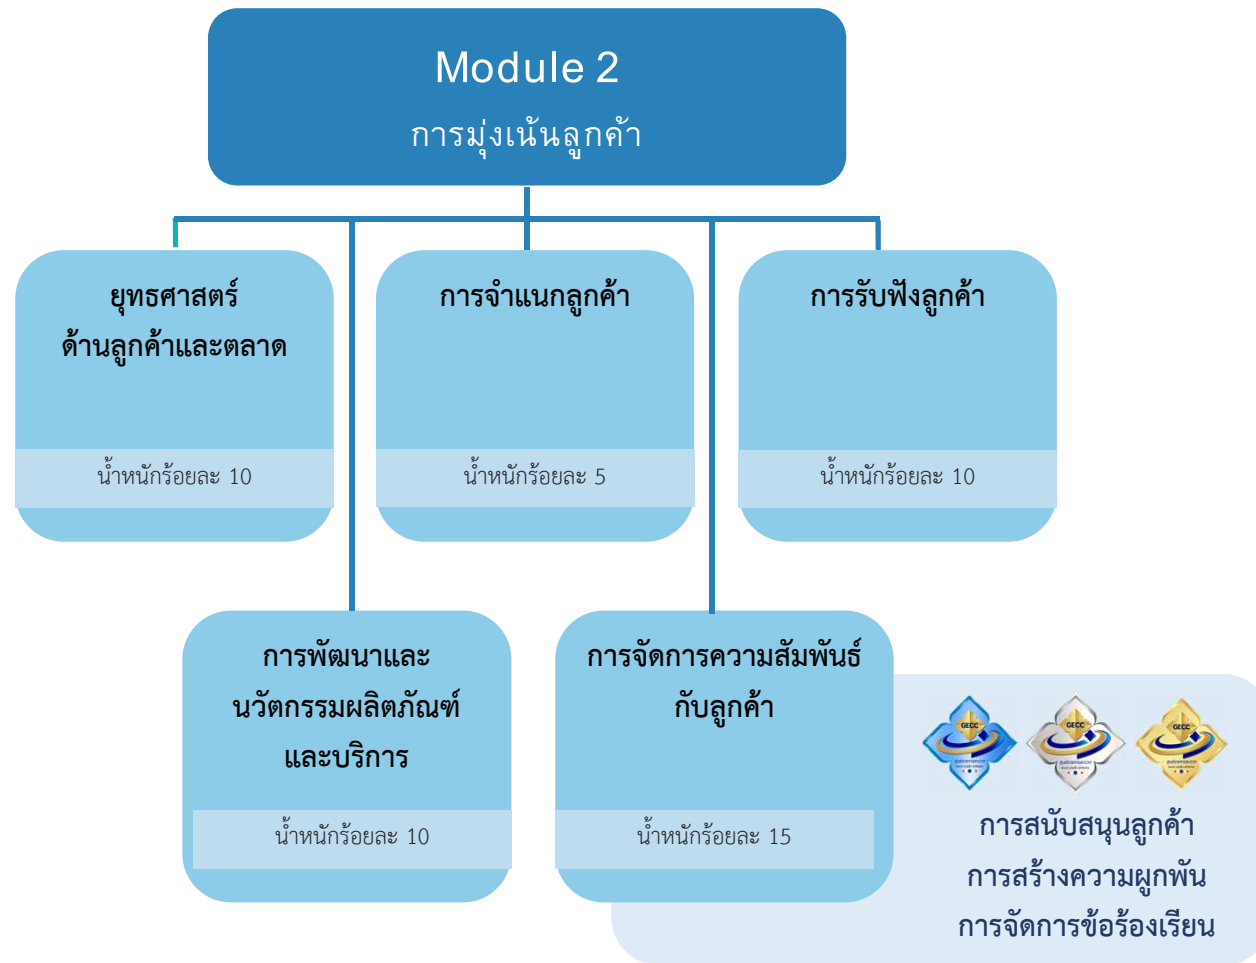 Module 2
การมุ่งเน้นลูกค้า
ยุทธศาสตร์
ด้านลูกค้าและตลาด
น้ำหนักร้อยละ 10
การจำแนกลูกค้า
น้ำหนักร้อยละ 5
การรับฟังลูกค้า
น้ำหนักร้อยละ 10
การพัฒนาและ
นวัตกรรมผลิตภัณฑ์
และบริการ
น้ำหนักร้อยละ 10
การจัดการความสัมพันธ์
กับลูกค้า
น้ำหนักร้อยละ 15
GECC
GECC
GECC
การสนับสนุนลูกค้า
การสร้างความผูกพัน
การจัดการข้อร้องเรียน